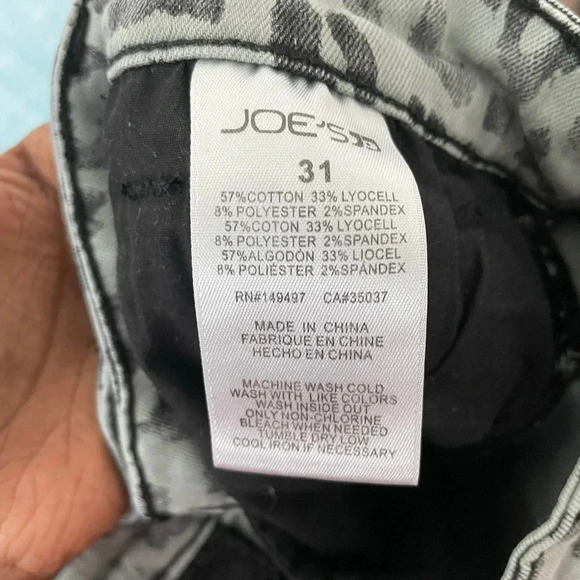 JOE'S
31
57%COTTON 33% LYOCELL
8% POLYESTER 2%SPANDEX
57%COTON 33% LYOCELL
8% POLYESTER 2%SPANDEX
57%ALGODÓN 33% LIOCEL
8% POLIÉSTER 2%SPANDEX
RN#149497 CA#35037
MADE IN CHINA
FABRIQUE EN CHINE
HECHO EN CHINA
MACHINE WASH COLD
WASH WITH LIKE COLORS
WASH INSIDE OUT
ONLY NON-CHLORINE
BLEACH WHEN NEEDED
TUMBLE DRY LOW
COOL IRON IF NECESSARY